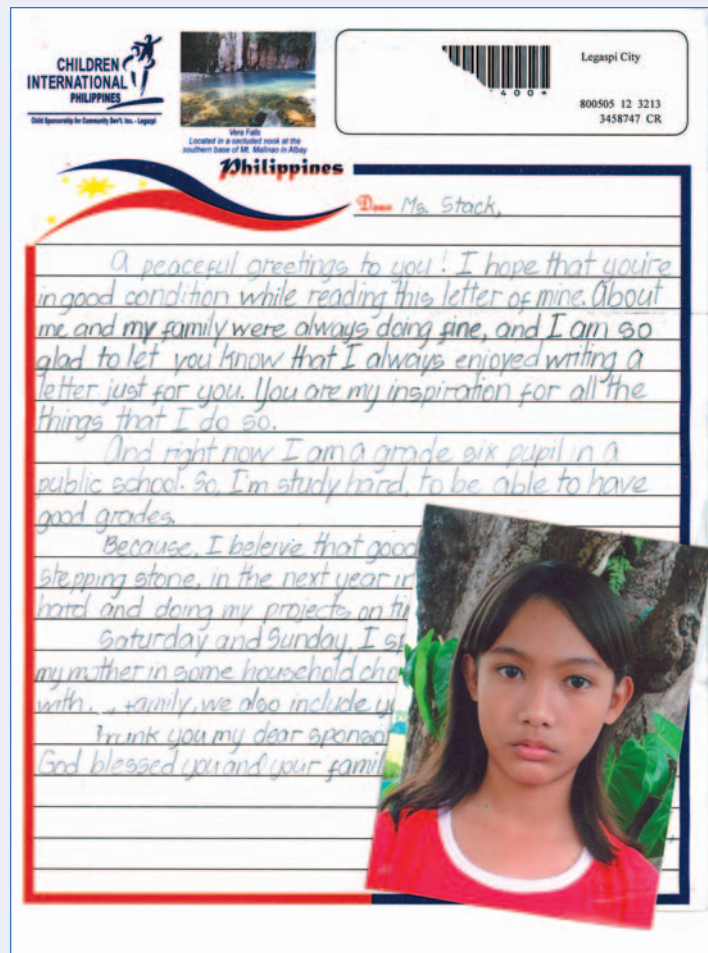 CHILDREN
INTERNATIONAL
PHILIPPINES
Child Sponsorship for Community Dev't. Inc. - Legaspi
Vera Falls
Located in a secluded nook at the
southern base of Mt. Malinao in Albay
Philippines
*400*
Legaspi City
800505 12 3213
3458747 CR
Dear Ms. Stack,
A peaceful greetings to you! I hope that you're
in good condition while reading this letter of mine. About
me and my family were always doing fine, and I am so
glad to let you know that I always enjoyed writing a
letter just for you. You are my inspiration for all the
things that I do so.
And right now I am a grade six pupil in a
public school. So, I'm study hard, to be able to have
good grades.
Because, I beleive that good
stepping stone, in the next year in
hard and doing my projects on
Saturday and Sunday, I
my mother in some household
with family, we also include
Thank you my dear sponsor
God blessed you and your